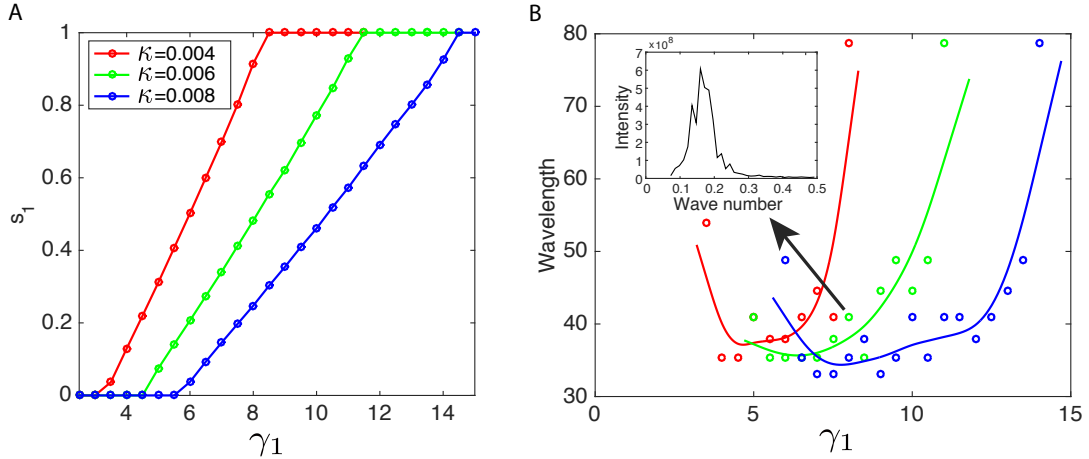 A
1
0.8
0.6
0.4
0.2
0
s₁
κ=0.004
κ=0.006
κ=0.008
4 6 8 10 12 14
γ₁
B
80
70
60
50
40
30
Wavelength
×10⁸
7
6
5
4
3
2
1
0
Intensity
0 0.1 0.2 0.3 0.4 0.5
Wave number
0 5 10 15
γ₁